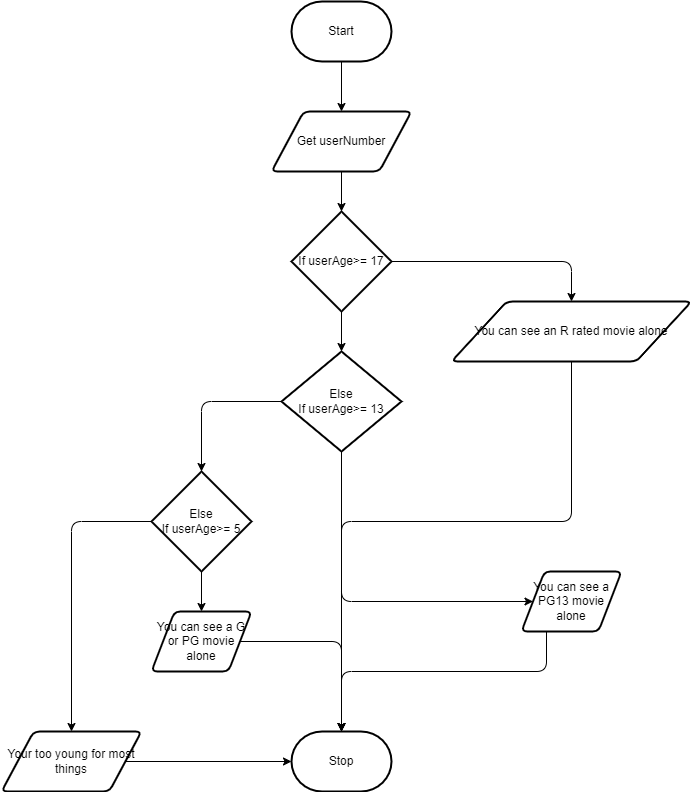 Start
Get userNumber
If userAge>= 17
You can see an R rated movie alone
Else
If userAge>= 13
Else
If userAge>= 5
You can see a
PG13 movie
alone
You can see a G
or PG movie
alone
Your too young for most
things
Stop